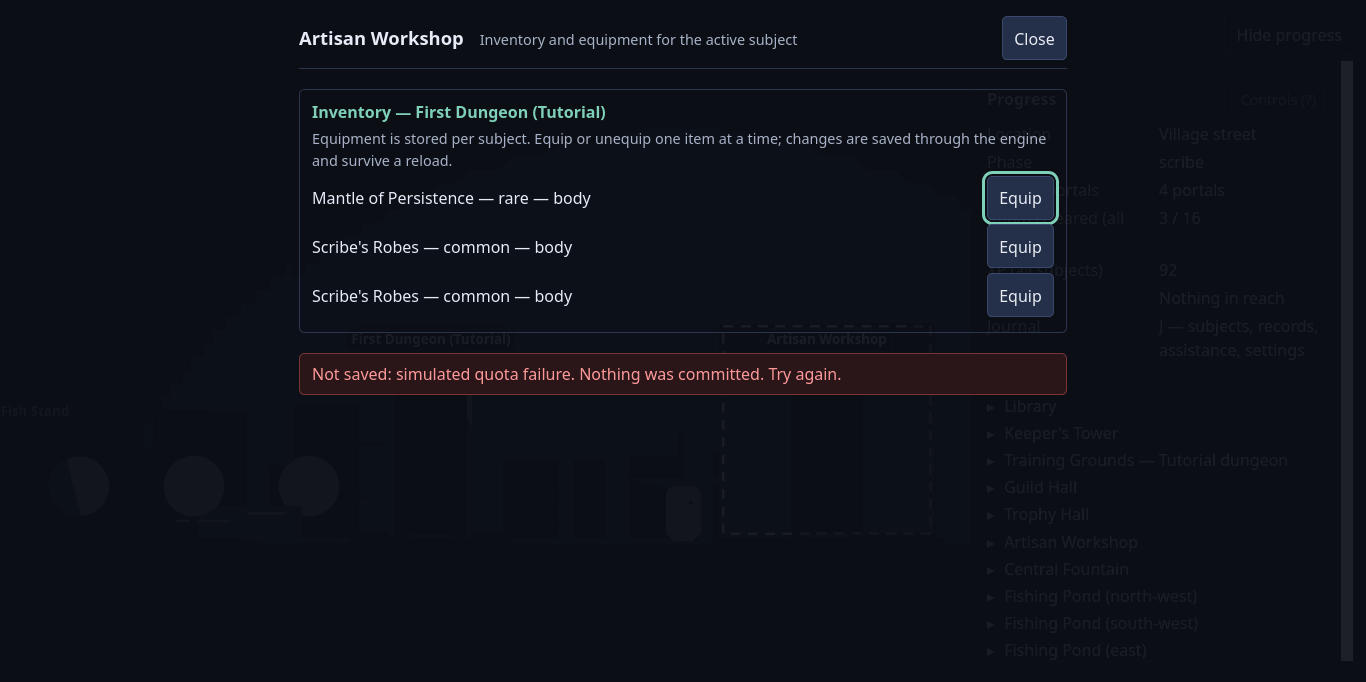 Artisan Workshop
Inventory and equipment for the active subject
Close
Hide progress
Inventory — First Dungeon (Tutorial)
Equipment is stored per subject. Equip or unequip one item at a time; changes are saved through the engine
and survive a reload.
Mantle of Persistence — rare — body
Equip
Scribe's Robes — common — body
Equip
Scribe's Robes — common — body
Equip
Not saved: simulated quota failure. Nothing was committed. Try again.
Progress
Controls (?)
Village street
Phase
scribe
4 portals
3 / 16
92
Nothing in reach
Journal
J — subjects, records,
assistance, settings
First Dungeon (Tutorial)
Artisan Workshop
Fish Stand
Library
Keeper's Tower
Training Grounds — Tutorial dungeon
Guild Hall
Trophy Hall
Artisan Workshop
Central Fountain
Fishing Pond (north-west)
Fishing Pond (south-west)
Fishing Pond (east)